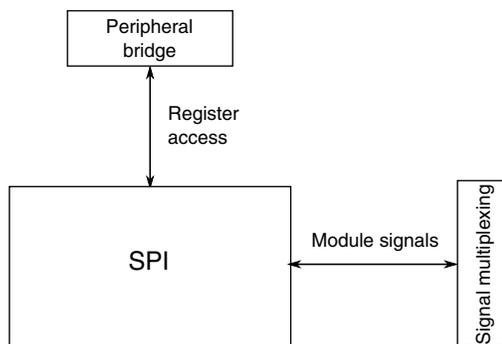 Peripheral
bridge
Register
access
SPI
Module signals
Signal multiplexing